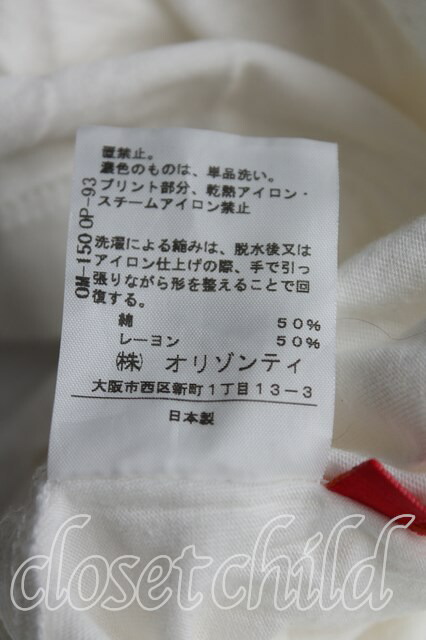 置禁止。
濃色のものは、単品洗い。
プリント部分、乾熱アイロン・
スチームアイロン禁止
洗濯による縮みは、脱水後又は
アイロン仕上げの際、手で引っ
張りながら形を整えることで回
復する。
綿 50%
レーヨン 50%
(株) オリゾンティ
大阪市西区新町1丁目13-3
日本製
OM-150 OP-93
closet child